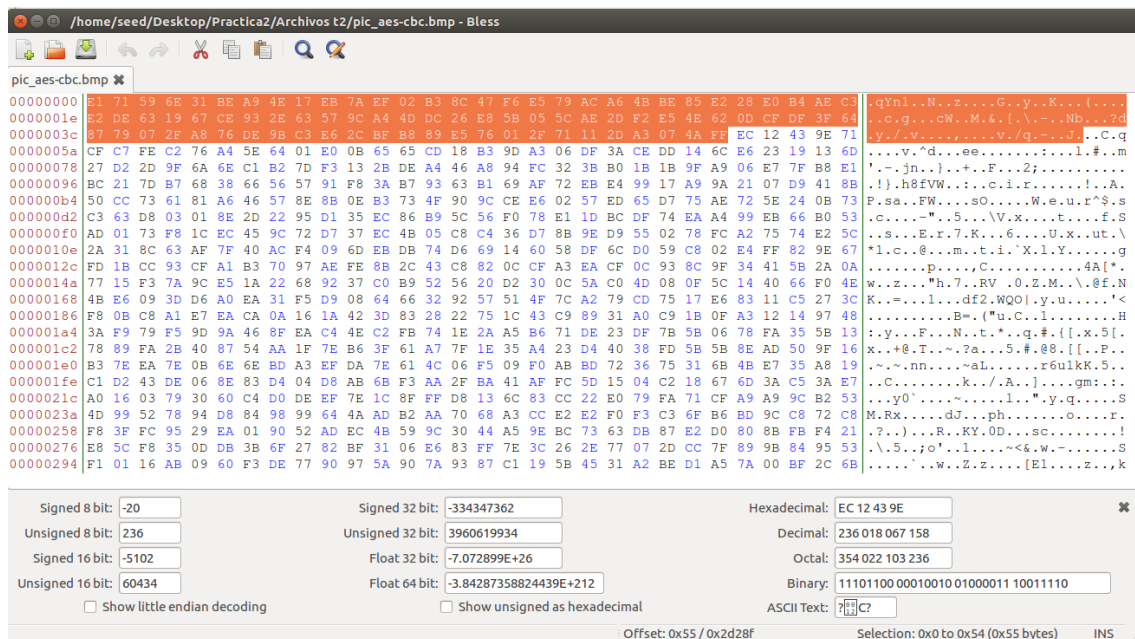 /home/seed/Desktop/Practica2/Archivos t2/pic_aes-cbc.bmp - Bless
pic_aes-cbc.bmp
00000000 E1 71 59 6E 31 BE A9 4E 17 EB 7A EF 02 B3 8C 47 F6 E5 79 AC A6 4B BE 85 E2 28 E0 B4 AE C3 .qYn1..N..z....G..y..K...(....
0000001e E2 DE 63 19 67 CE 93 2E 63 57 9C A4 4D DC 26 E8 5B 05 5C AE 2D F2 E5 4E 62 0D CF DF 3F 64 ..c.g...cW..M.&.[.\.-..Nb...?d
0000003c 87 79 07 2F A8 76 DE 9B C3 E6 2C BF B8 89 E5 76 01 2F 71 11 2D A3 07 4A FF EC 12 43 9E 71 .y./.v....,....v./q.-..J...C.q
0000005a CF C7 FE C2 76 A4 5E 64 01 E0 0B 65 65 CD 18 B3 9D A3 06 DF 3A CE DD 14 6C E6 23 19 13 6D ....v.^d...ee.......:...l.#..m
00000078 27 D2 2D 9F 6A 6E C1 B2 7D F3 13 2B DE A4 46 A8 94 FC 32 3B B0 1B 1B 9F A9 06 E7 7F B8 E1 '.-.jn..}..+..F...2;..........
00000096 BC 21 7D B7 68 38 66 56 57 91 F8 3A B7 93 63 B1 69 AF 72 EB E4 99 17 A9 9A 21 07 D9 41 8B .!}.h8fVW..:..c.i.r......!..A.
000000b4 50 CC 73 61 81 A6 46 57 8E 8B 0E B3 73 4F 90 9C CE E6 02 57 ED 65 D7 75 AE 72 5E 24 0B 73 P.sa..FW....sO.....W.e.u.r^$.s
000000d2 C3 63 D8 03 01 8E 2D 22 95 D1 35 EC 86 B9 5C 56 F0 78 E1 1D BC DF 74 EA A4 99 EB 66 B0 53 .c....-"..5...\V.x....t....f.S
000000f0 AD 01 73 F8 1C EC 45 9C 72 D7 37 EC 4B 05 C8 C4 36 D7 8B 9E D9 55 02 78 FC A2 75 74 E2 5C ..s...E.r.7.K...6....U.x..ut.\
0000010e 2A 31 8C 63 AF 7F 40 AC F4 09 6D EB DB 74 D6 69 14 60 58 DF 6C D0 59 C8 02 E4 FF 82 9E 67 *1.c..@...m..t.i.`X.l.Y......g
0000012c FD 1B CC 93 CF A1 B3 70 97 AE FE 8B 2C 43 C8 82 0C CF A3 EA CF 0C 93 8C 9F 34 41 5B 2A 0A .......p....,C...........4A[*.
0000014a 77 15 F3 7A 9C E5 1A 22 68 92 37 C0 B9 52 56 20 D2 30 0C 5A C0 4D 08 0F 5C 14 40 66 F0 4E w..z..."h.7..RV .0.Z.M..\.@f.N
00000168 4B E6 09 3D D6 A0 EA 31 F5 D9 08 64 66 32 92 57 51 4F 7C A2 79 CD 75 17 E6 83 11 C5 27 3C K..=...1...df2.WQO|.y.u.....'<
00000186 F8 0B C8 A1 E7 EA CA 0A 16 1A 42 3D 83 28 22 75 1C 43 C9 89 31 A0 C9 1B 0F A3 12 14 97 48 ..........B=.("u.C..1........H
000001a4 3A F9 79 F5 9D 9A 46 8F EA C4 4E C2 FB 74 1E 2A A5 B6 71 DE 23 DF 7B 5B 06 78 FA 35 5B 13 :.y...F...N..t.*..q.#.{[.x.5[.
000001c2 78 89 FA 2B 40 87 54 AA 1F 7E B6 3F 61 A7 7F 1E 35 A4 23 D4 40 38 FD 5B 5B 8E AD 50 9F 16 x..+@.T..~.?a...5.#.@8.[[..P..
000001e0 B3 7E EA 7E 0B 6E 6E BD A3 EF DA 7E 61 4C 06 F5 09 F0 AB BD 72 36 75 31 6B 4B E7 35 A8 19 .~.~.nn....~aL......r6u1kK.5..
000001fe C1 D2 43 DE 06 8E 83 D4 04 D8 AB 6B F3 AA 2F BA 41 AF FC 5D 15 04 C2 18 67 6D 3A C5 3A E7 ..C........k../.A..]....gm:.:.
0000021c A0 16 03 79 30 60 C4 D0 DE EF 7E 1C 8F FF D8 13 6C 83 CC 22 E0 79 FA 71 CF A9 A9 9C B2 53 ...y0`....~.....l..".y.q.....S
0000023a 4D 99 52 78 94 D8 84 98 99 64 4A AD B2 AA 70 68 A3 CC E2 E2 F0 F3 C3 6F B6 BD 9C C8 72 C8 M.Rx.....dJ...ph.......o....r.
00000258 F8 3F FC 95 29 EA 01 90 52 AD EC 4B 59 9C 30 44 A5 9E BC 73 63 DB 87 E2 D0 80 8B FB F4 21 .?..)...R..KY.0D...sc........!
00000276 E8 5C F8 35 0D DB 3B 6F 27 82 BF 31 06 E6 83 FF 7E 3C 26 2E 77 07 2D CC 7F 89 9B 84 95 53 .\.5..;o'..1....~<&.w.-......S
00000294 F1 01 16 AB 09 60 F3 DE 77 90 97 5A 90 7A 93 87 C1 19 5B 45 31 A2 BE D1 A5 7A 00 BF 2C 6B .....`..w..Z.z....[E1....z..,k
Signed 8 bit: -20 Signed 32 bit: -334347362 Hexadecimal: EC 12 43 9E
Unsigned 8 bit: 236 Unsigned 32 bit: 3960619934 Decimal: 236 018 067 158
Signed 16 bit: -5102 Float 32 bit: -7.072899E+26 Octal: 354 022 103 236
Unsigned 16 bit: 60434 Float 64 bit: -3.84287358824439E+212 Binary: 11101100 00010010 01000011 10011110
Show little endian decoding Show unsigned as hexadecimal ASCII Text: ?C?
Offset: 0x55 / 0x2d28f Selection: 0x0 to 0x54 (0x55 bytes) INS